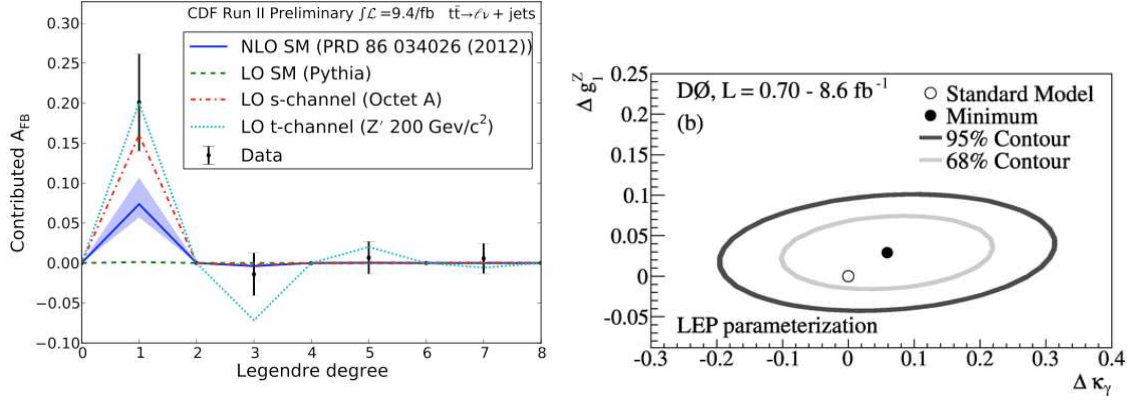 CDF Run II Preliminary ∫ℒ =9.4/fb tt̄→ℓν + jets
NLO SM (PRD 86 034026 (2012))
LO SM (Pythia)
LO s-channel (Octet A)
LO t-channel (Z′ 200 Gev/c²)
Data
Contributed A_FB
0.30
0.25
0.20
0.15
0.10
0.05
0.00
−0.05
−0.10
0 1 2 3 4 5 6 7 8
Legendre degree
DØ, L = 0.70 - 8.6 fb⁻¹
(b)
Standard Model
Minimum
95% Contour
68% Contour
LEP parameterization
Δ g₁ᶻ
0.25
0.2
0.15
0.1
0.05
0
-0.05
-0.3 -0.2 -0.1 0 0.1 0.2 0.3 0.4
Δ κᵧ